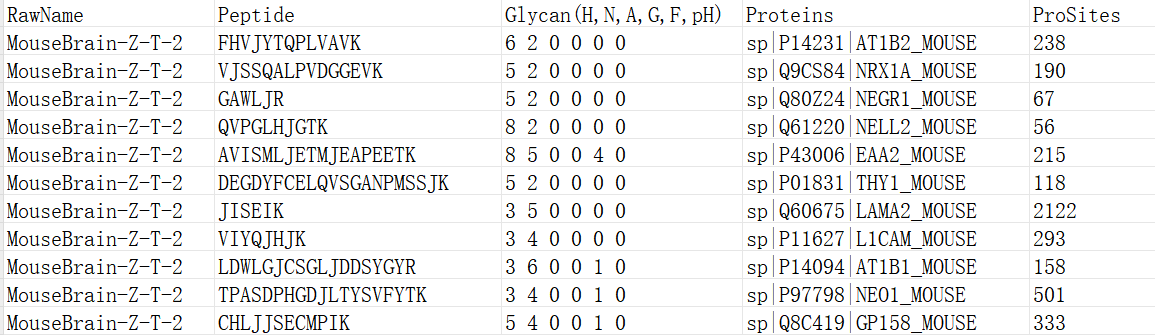 RawName Peptide Glycan(H,N,A,G,F,pH) Proteins ProSites
MouseBrain-Z-T-2 FHVJYTQPLVAVK 6 2 0 0 0 0 sp|P14231|AT1B2_MOUSE 238
MouseBrain-Z-T-2 VJSSQALPVDGGEVK 5 2 0 0 0 0 sp|Q9CS84|NRX1A_MOUSE 190
MouseBrain-Z-T-2 GAWLJR 5 2 0 0 0 0 sp|Q80Z24|NEGR1_MOUSE 67
MouseBrain-Z-T-2 QVPGLHJGTK 8 2 0 0 0 0 sp|Q61220|NELL2_MOUSE 56
MouseBrain-Z-T-2 AVISMLJETMJEAPEETK 8 5 0 0 4 0 sp|P43006|EAA2_MOUSE 215
MouseBrain-Z-T-2 DEGDYFCELQVSGANPMSSJK 5 2 0 0 0 0 sp|P01831|THY1_MOUSE 118
MouseBrain-Z-T-2 JISEIK 3 5 0 0 0 0 sp|Q60675|LAMA2_MOUSE 2122
MouseBrain-Z-T-2 VIYQJHJK 3 4 0 0 0 0 sp|P11627|L1CAM_MOUSE 293
MouseBrain-Z-T-2 LDWLGJCSGLJDDSYGYR 3 6 0 0 1 0 sp|P14094|AT1B1_MOUSE 158
MouseBrain-Z-T-2 TPASDPHGDJLTYSVFYTK 3 4 0 0 1 0 sp|P97798|NEO1_MOUSE 501
MouseBrain-Z-T-2 CHLJJSECMPIK 5 4 0 0 1 0 sp|Q8C419|GP158_MOUSE 333